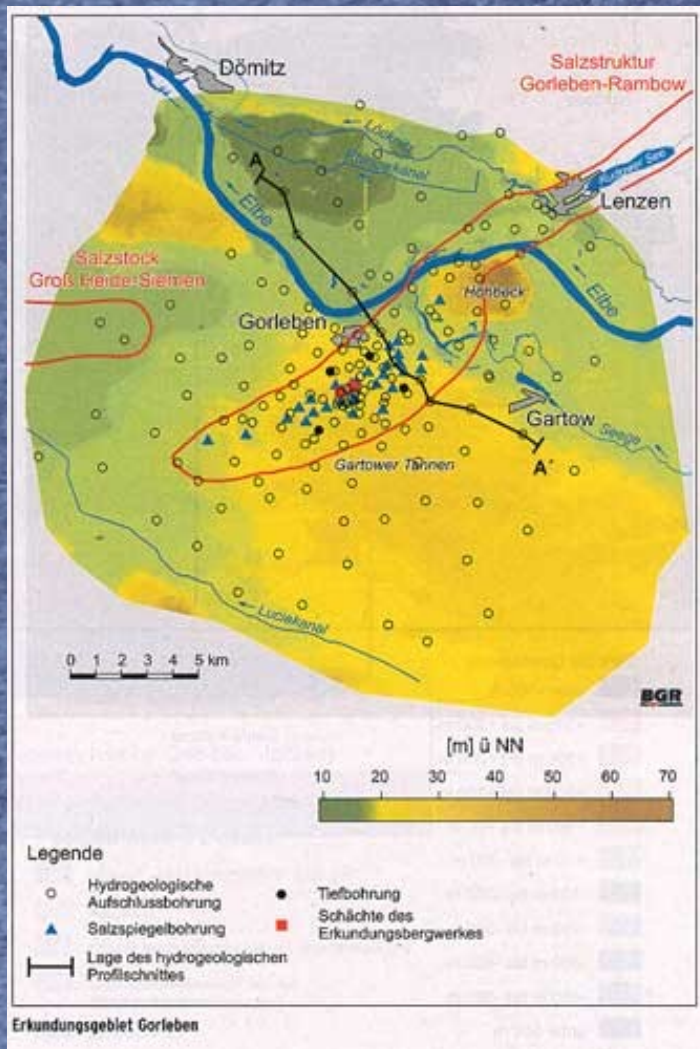 Dömitz
Salzstruktur
Gorleben-Rambow
Löcknitz
A
Elbe
Lenzen
Salzstock
Groß Heide-Siemen
Höhbeck
Elbe
Gorleben
Gartow
Seege
A´
Gartower Tannen
Luciekanal
0 1 2 3 4 5 km
BGR
[m] ü NN
10 20 30 40 50 60 70
Legende
Hydrogeologische
Aufschlussbohrung
Tiefbohrung
Salzspiegelbohrung
Schächte des
Erkundungsbergwerkes
Lage des hydrogeologischen
Profilschnittes
Erkundungsgebiet Gorleben